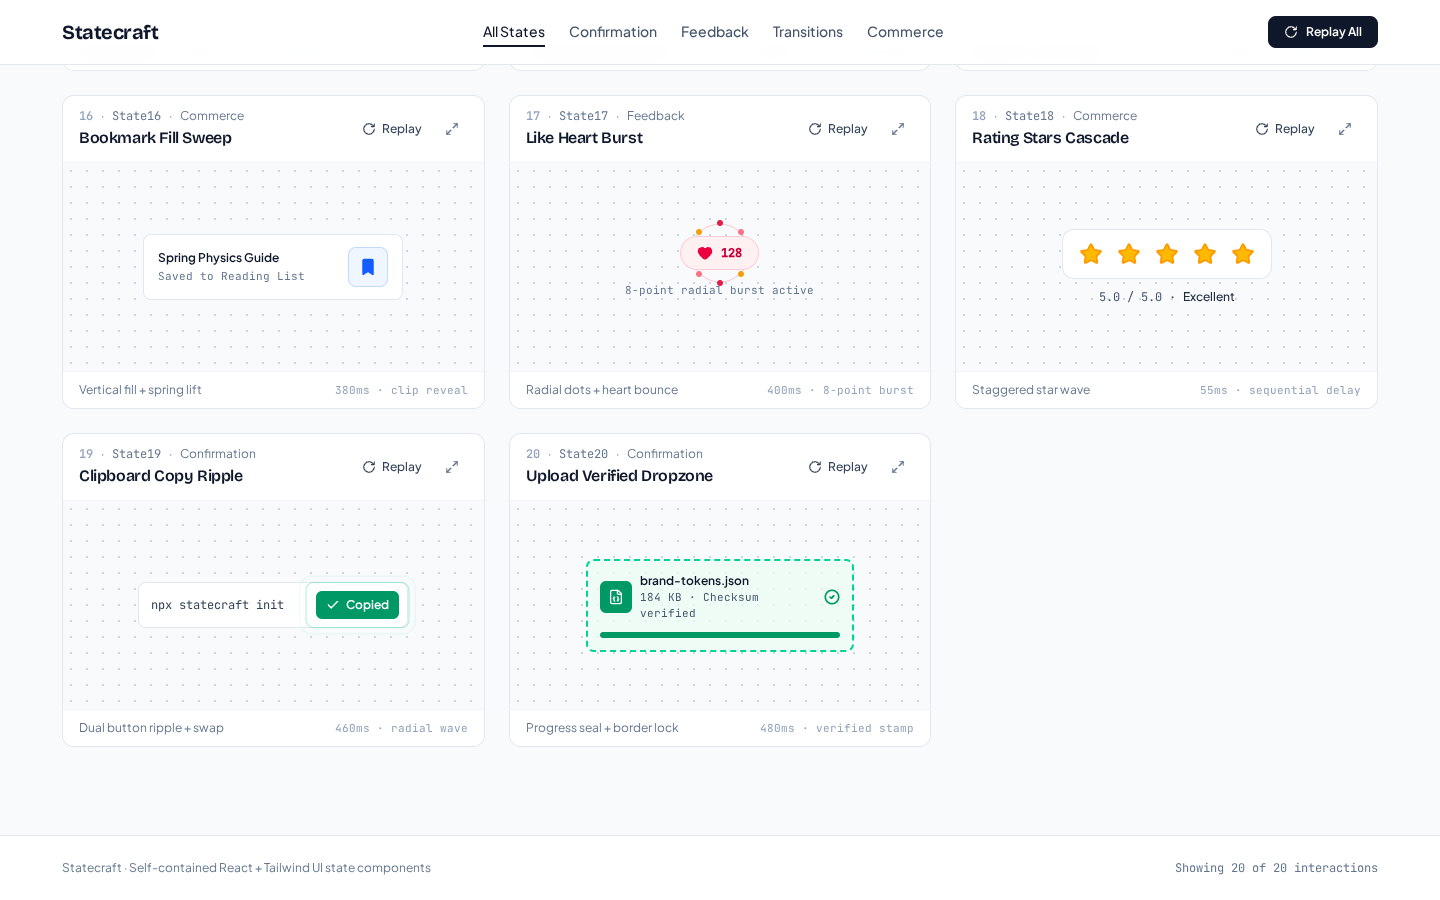 Statecraft
All States
Confirmation
Feedback
Transitions
Commerce
Replay All
16 · State16 · Commerce
Bookmark Fill Sweep
Replay
Spring Physics Guide
Saved to Reading List
Vertical fill + spring lift
380ms · clip reveal
17 · State17 · Feedback
Like Heart Burst
Replay
128
8-point radial burst active
Radial dots + heart bounce
400ms · 8-point burst
18 · State18 · Commerce
Rating Stars Cascade
Replay
5.0 / 5.0 · Excellent
Staggered star wave
55ms · sequential delay
19 · State19 · Confirmation
Clipboard Copy Ripple
Replay
npx statecraft init
Copied
Dual button ripple + swap
460ms · radial wave
20 · State20 · Confirmation
Upload Verified Dropzone
Replay
brand-tokens.json
184 KB · Checksum
verified
Progress seal + border lock
480ms · verified stamp
Statecraft · Self-contained React + Tailwind UI state components
Showing 20 of 20 interactions